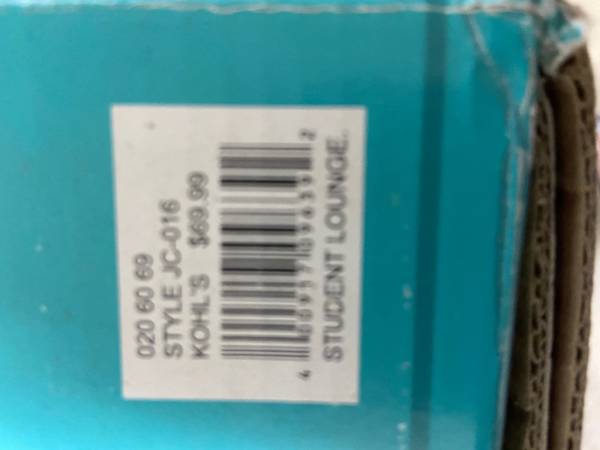 020 60 69
STYLE JC-016
KOHL'S $69.99
STUDENT LOUNGE.